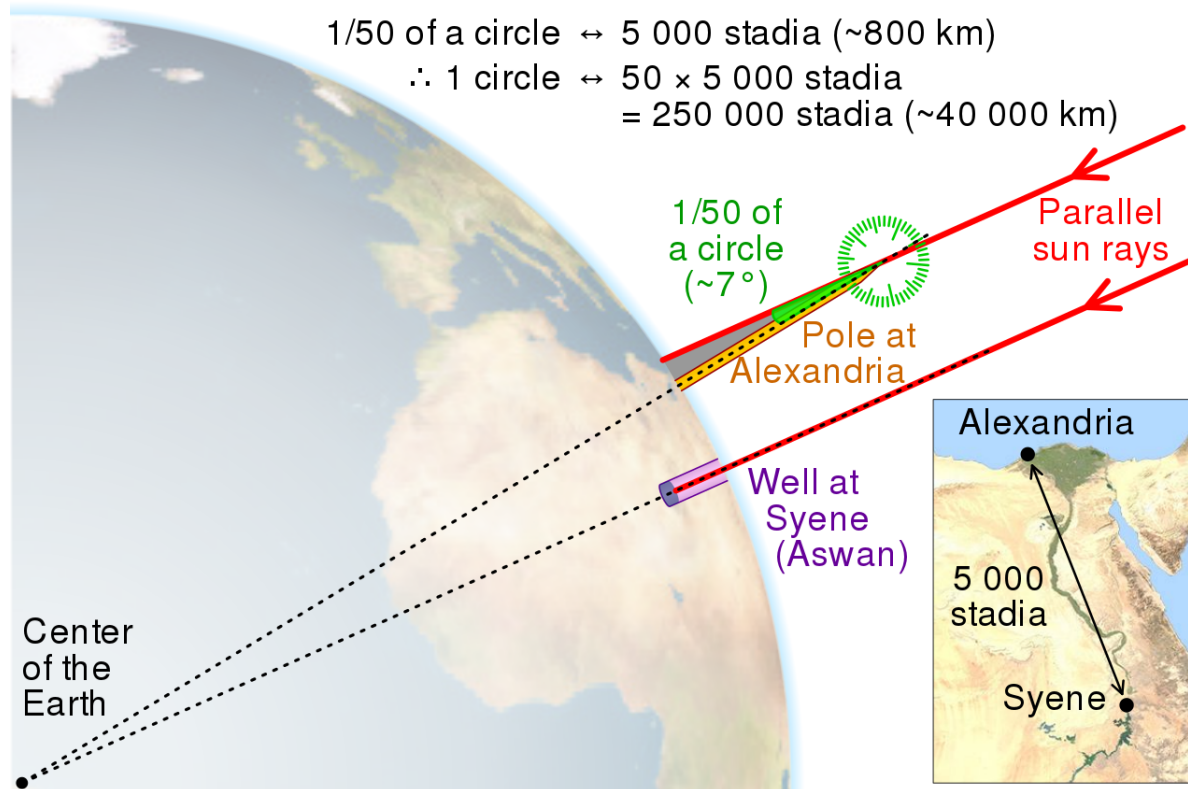 1/50 of a circle ↔ 5 000 stadia (~800 km)
∴ 1 circle ↔ 50 × 5 000 stadia
= 250 000 stadia (~40 000 km)
1/50 of
a circle
(~7°)
Parallel
sun rays
Pole at
Alexandria
Well at
Syene
(Aswan)
Center
of the
Earth
Alexandria
5 000
stadia
Syene